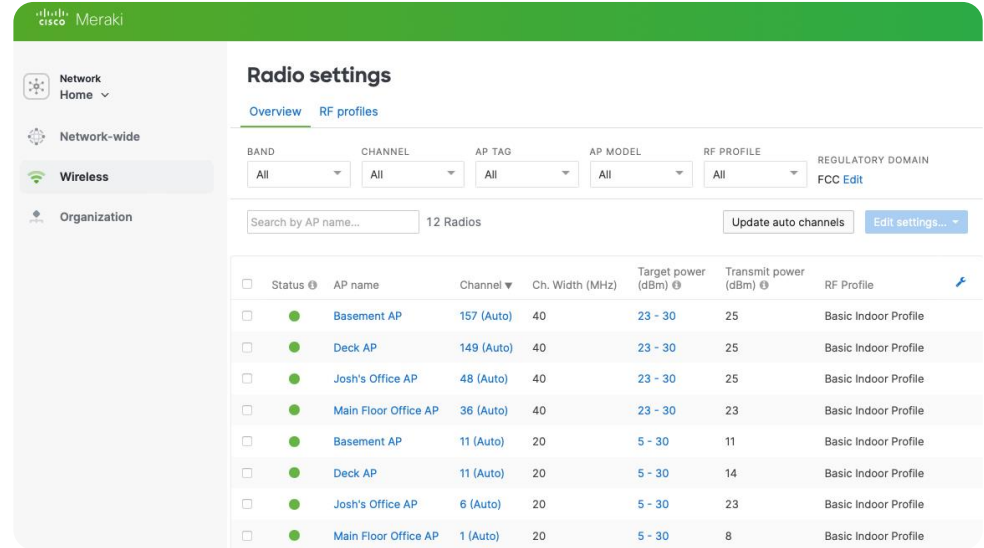 cisco Meraki
Network
Home
Network-wide
Wireless
Organization
Radio settings
Overview RF profiles
BAND CHANNEL AP TAG AP MODEL RF PROFILE REGULATORY DOMAIN
All All All All All FCC Edit
Search by AP name... 12 Radios Update auto channels Edit settings...
Status AP name Channel ▼ Ch. Width (MHz) Target power (dBm) Transmit power (dBm) RF Profile
Basement AP 157 (Auto) 40 23 - 30 25 Basic Indoor Profile
Deck AP 149 (Auto) 40 23 - 30 25 Basic Indoor Profile
Josh's Office AP 48 (Auto) 40 23 - 30 25 Basic Indoor Profile
Main Floor Office AP 36 (Auto) 40 23 - 30 23 Basic Indoor Profile
Basement AP 11 (Auto) 20 5 - 30 11 Basic Indoor Profile
Deck AP 11 (Auto) 20 5 - 30 14 Basic Indoor Profile
Josh's Office AP 6 (Auto) 20 5 - 30 23 Basic Indoor Profile
Main Floor Office AP 1 (Auto) 20 5 - 30 8 Basic Indoor Profile